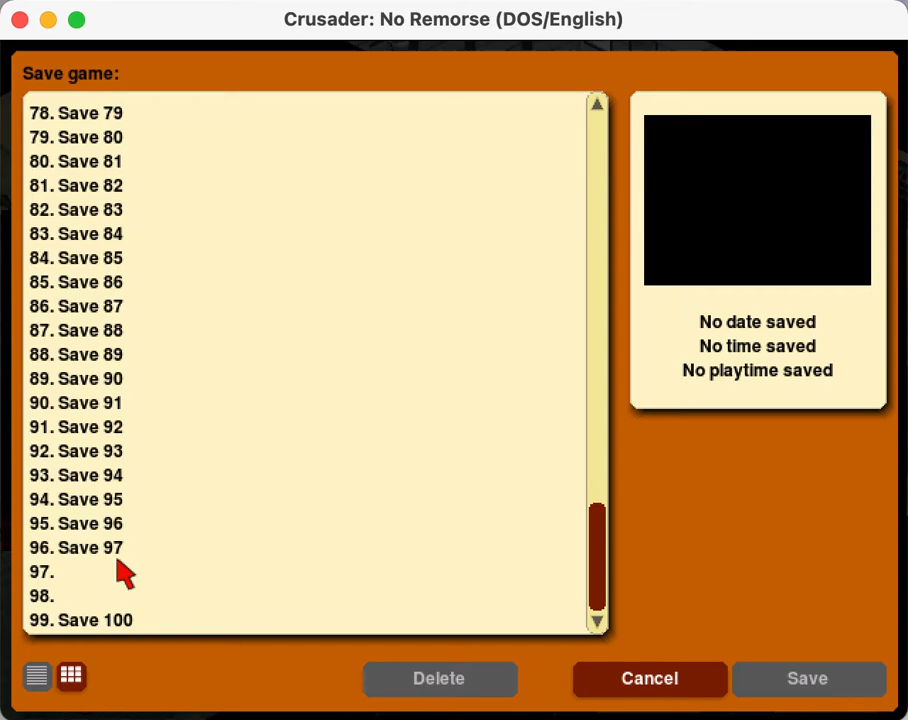 Crusader: No Remorse (DOS/English)
Save game:
78. Save 79
79. Save 80
80. Save 81
81. Save 82
82. Save 83
83. Save 84
84. Save 85
85. Save 86
86. Save 87
87. Save 88
88. Save 89
89. Save 90
90. Save 91
91. Save 92
92. Save 93
93. Save 94
94. Save 95
95. Save 96
96. Save 97
97.
98.
99. Save 100
No date saved
No time saved
No playtime saved
Delete
Cancel
Save